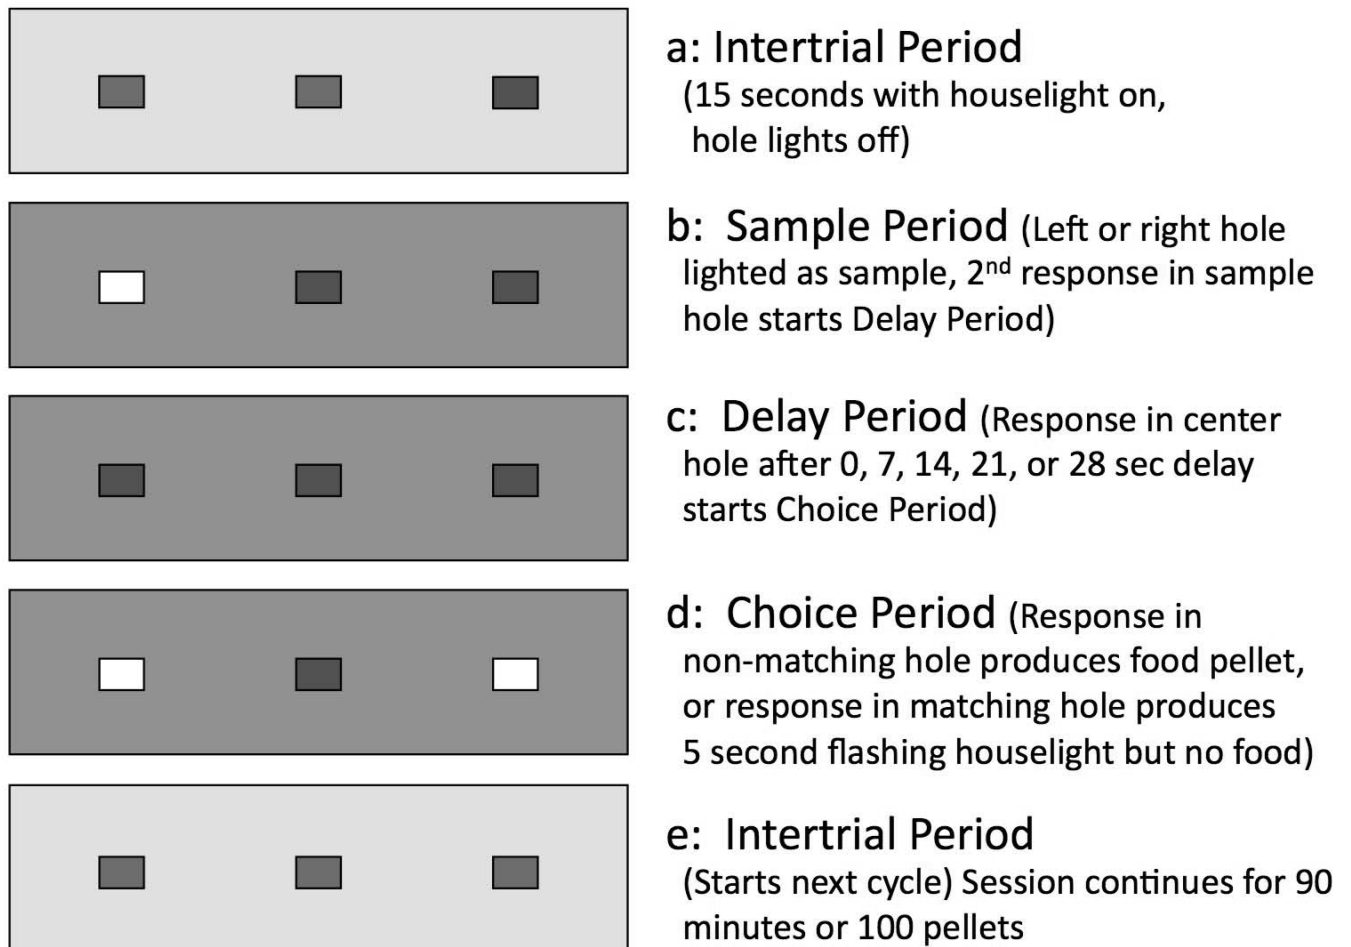 a: Intertrial Period
(15 seconds with houselight on,
hole lights off)
b: Sample Period (Left or right hole
lighted as sample, 2nd response in sample
hole starts Delay Period)
c: Delay Period (Response in center
hole after 0, 7, 14, 21, or 28 sec delay
starts Choice Period)
d: Choice Period (Response in
non-matching hole produces food pellet,
or response in matching hole produces
5 second flashing houselight but no food)
e: Intertrial Period
(Starts next cycle) Session continues for 90
minutes or 100 pellets